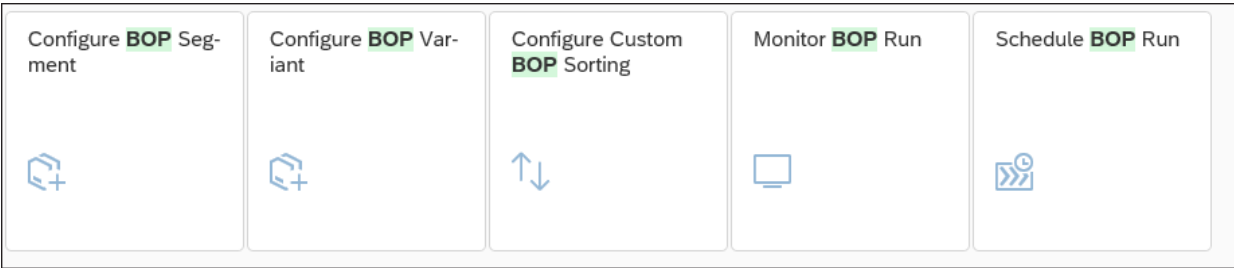 Configure BOP Seg-
ment
Configure BOP Var-
iant
Configure Custom
BOP Sorting
Monitor BOP Run
Schedule BOP Run